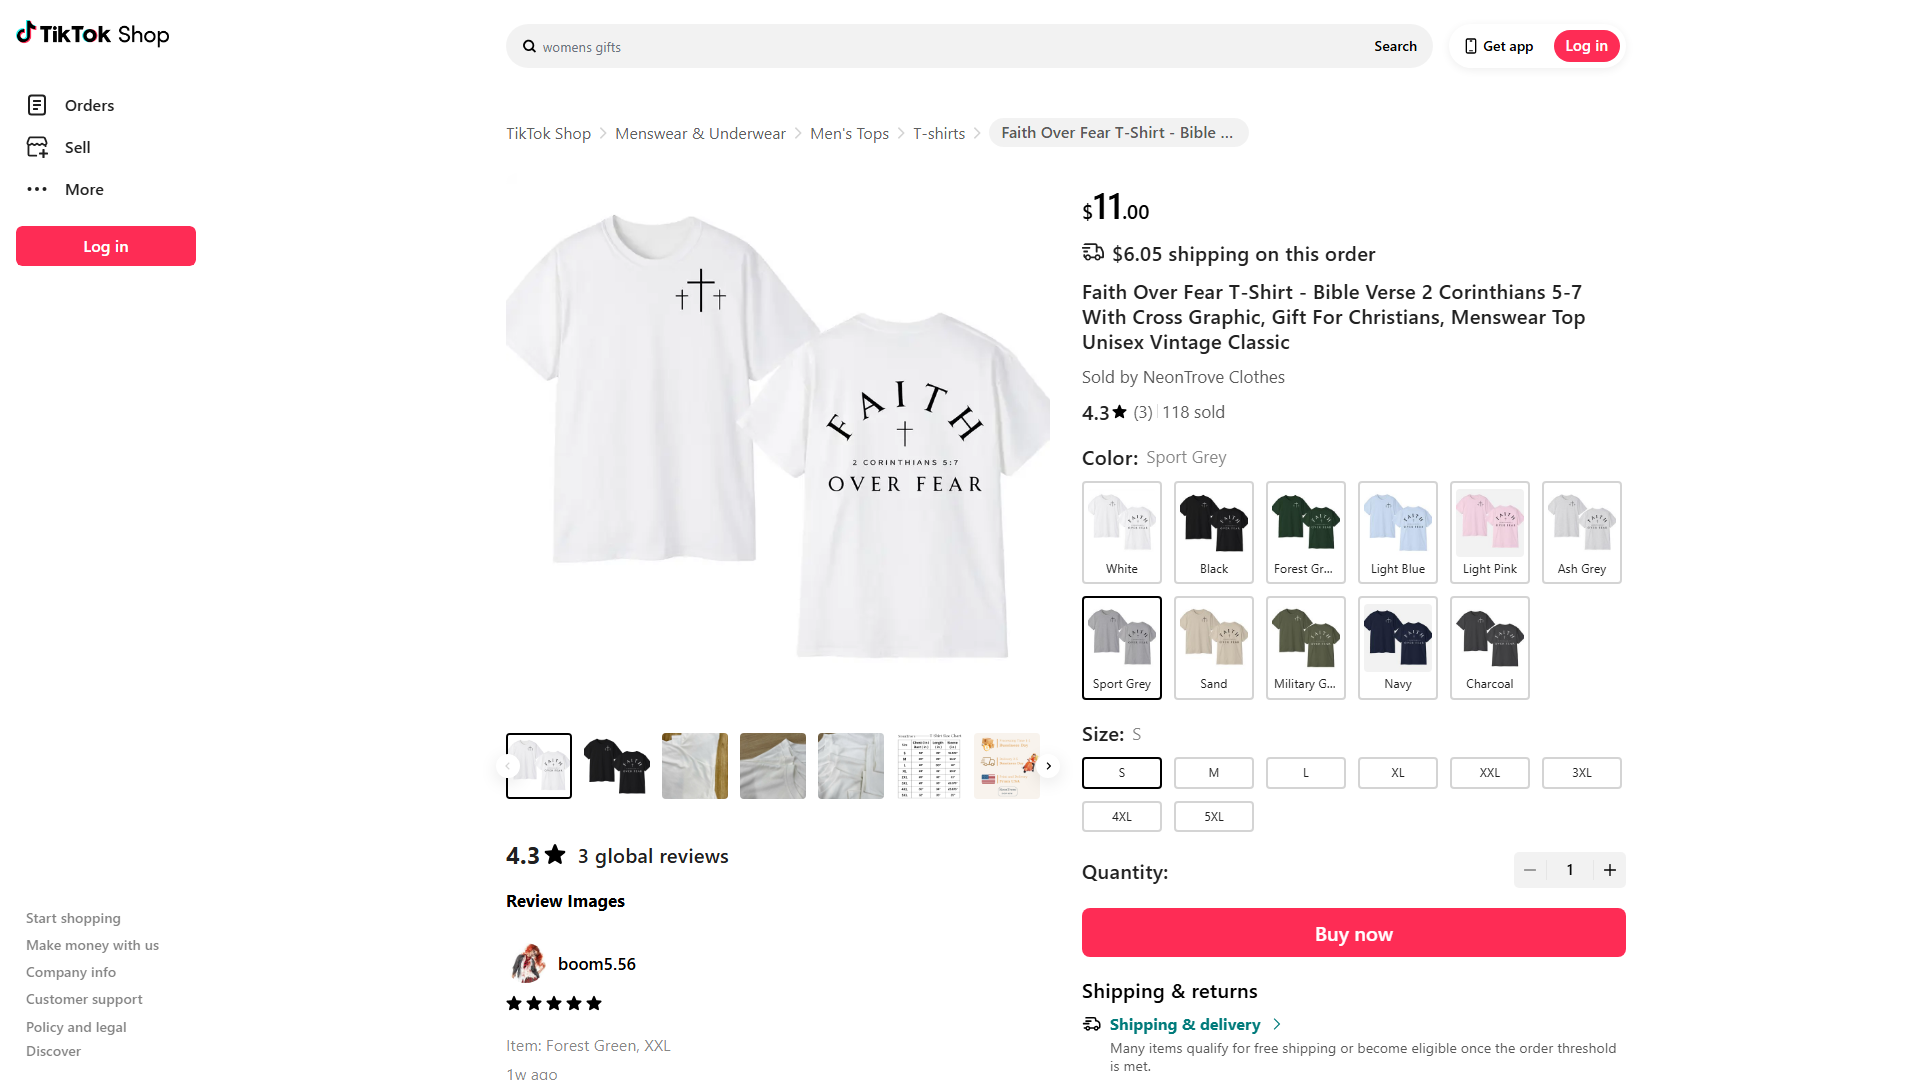 TikTok Shop
womens gifts
Search
Get app
Log in
Orders
Sell
More
Log in
TikTok Shop
Menswear & Underwear
Men's Tops
T-shirts
Faith Over Fear T-Shirt - Bible ...
FAITH
2 CORINTHIANS 5:7
OVER FEAR
$11.00
$6.05 shipping on this order
Faith Over Fear T-Shirt - Bible Verse 2 Corinthians 5-7
With Cross Graphic, Gift For Christians, Menswear Top
Unisex Vintage Classic
Sold by NeonTrove Clothes
4.3 (3) 118 sold
Color: Sport Grey
White
Black
Forest Gr...
Light Blue
Light Pink
Ash Grey
Sport Grey
Sand
Military G...
Navy
Charcoal
Size: S
S
M
L
XL
XXL
3XL
4XL
5XL
Quantity:
1
Buy now
Shipping & returns
Shipping & delivery
Many items qualify for free shipping or become eligible once the order threshold
is met.
4.3 3 global reviews
Review Images
boom5.56
Item: Forest Green, XXL
1w ago
Start shopping
Make money with us
Company info
Customer support
Policy and legal
Discover